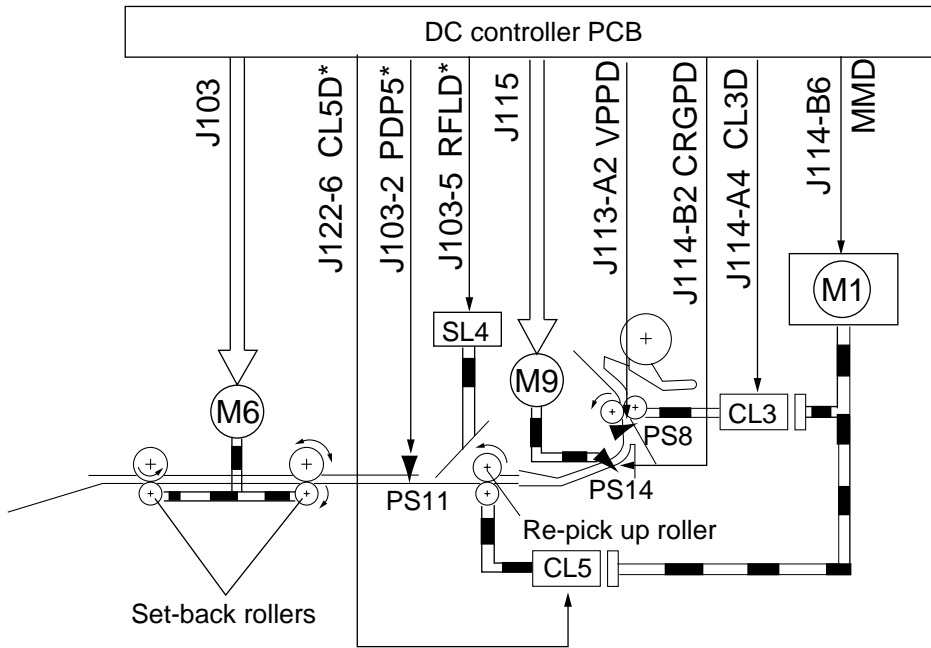 DC controller PCB
J103
J122-6 CL5D*
J103-2 PDP5*
J103-5 RFLD*
J115
J113-A2 VPPD
J114-B2 CRGPD
J114-A4 CL3D
J114-B6
MMD
M1
SL4
M9
M6
CL3
PS8
PS14
PS11
Re-pick up roller
CL5
Set-back rollers